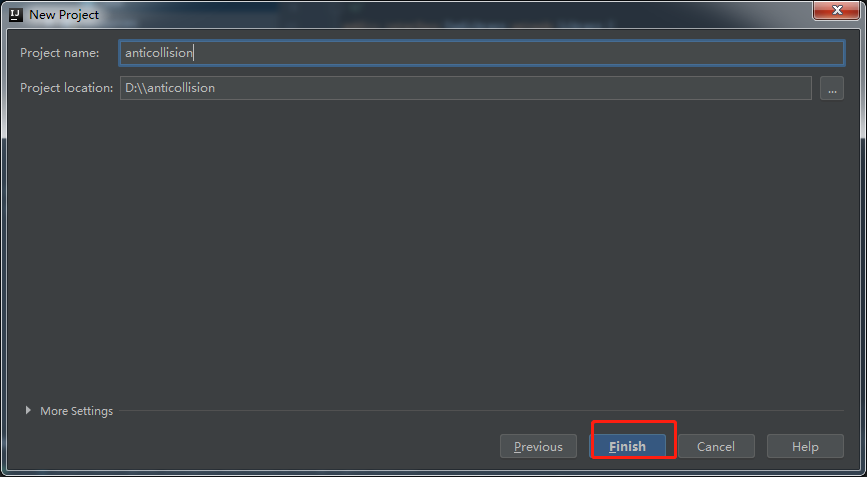 New Project
Project name: anticollision
Project location: D:\\anticollision ...
More Settings
Previous Finish Cancel Help